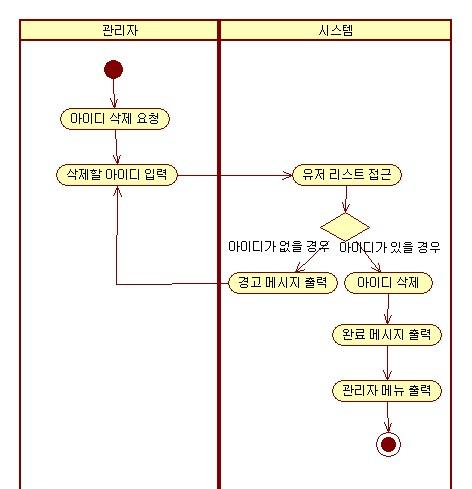 관리자
시스템
아이디 삭제 요청
삭제할 아이디 입력
유저 리스트 접근
아이디가 없을 경우
아이디가 있을 경우
경고 메시지 출력
아이디 삭제
완료 메시지 출력
관리자 메뉴 출력